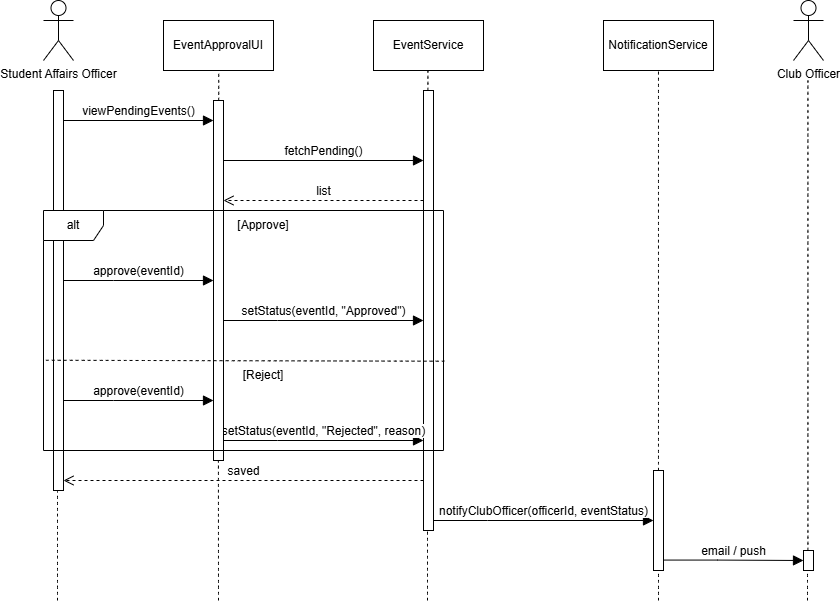 EventApprovalUI
EventService
NotificationService
Student Affairs Officer
Club Officer
viewPendingEvents()
fetchPending()
list
alt
[Approve]
approve(eventId)
setStatus(eventId, "Approved")
[Reject]
approve(eventId)
setStatus(eventId, "Rejected", reason)
saved
notifyClubOfficer(officerId, eventStatus)
email / push